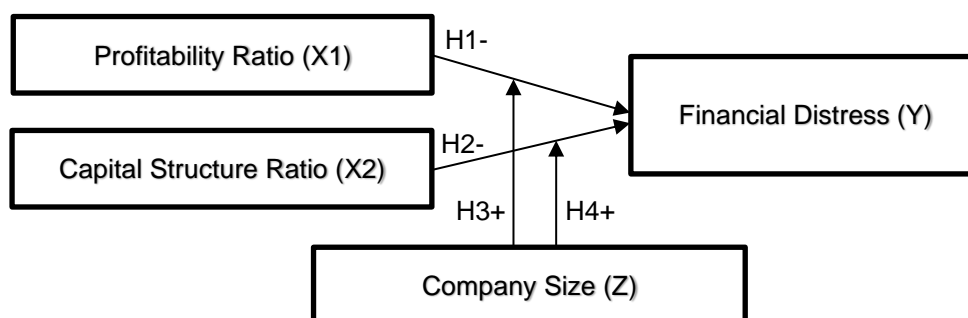 Profitability Ratio (X1)
H1-
Financial Distress (Y)
H2-
Capital Structure Ratio (X2)
H3+
H4+
Company Size (Z)